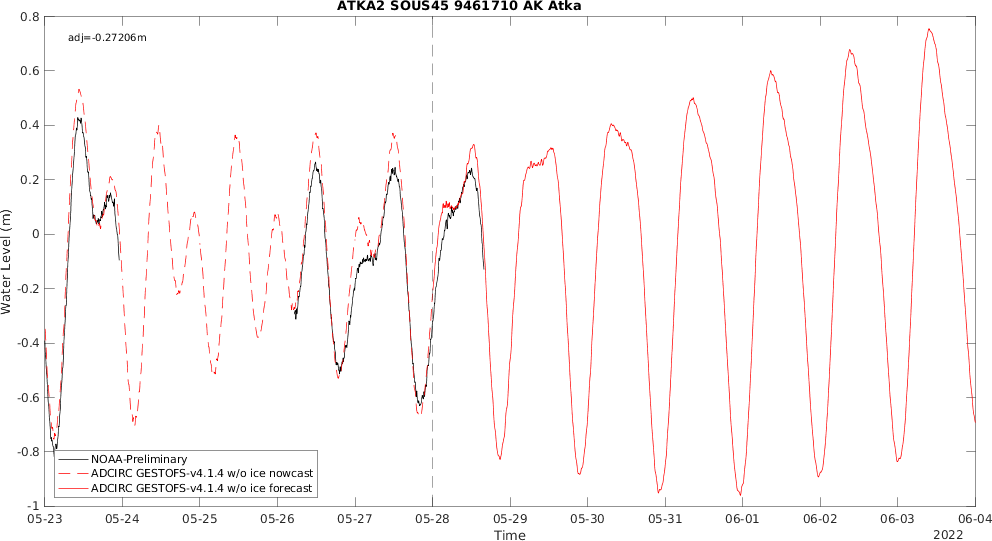 ATKA2 SOUS45 9461710 AK Atka
adj=-0.27206m
0.8
0.6
0.4
0.2
0
-0.2
-0.4
-0.6
-0.8
-1
Water Level (m)
NOAA-Preliminary
ADCIRC GESTOFS-v4.1.4 w/o ice nowcast
ADCIRC GESTOFS-v4.1.4 w/o ice forecast
05-23 05-24 05-25 05-26 05-27 05-28 05-29 05-30 05-31 06-01 06-02 06-03 06-04
Time
2022